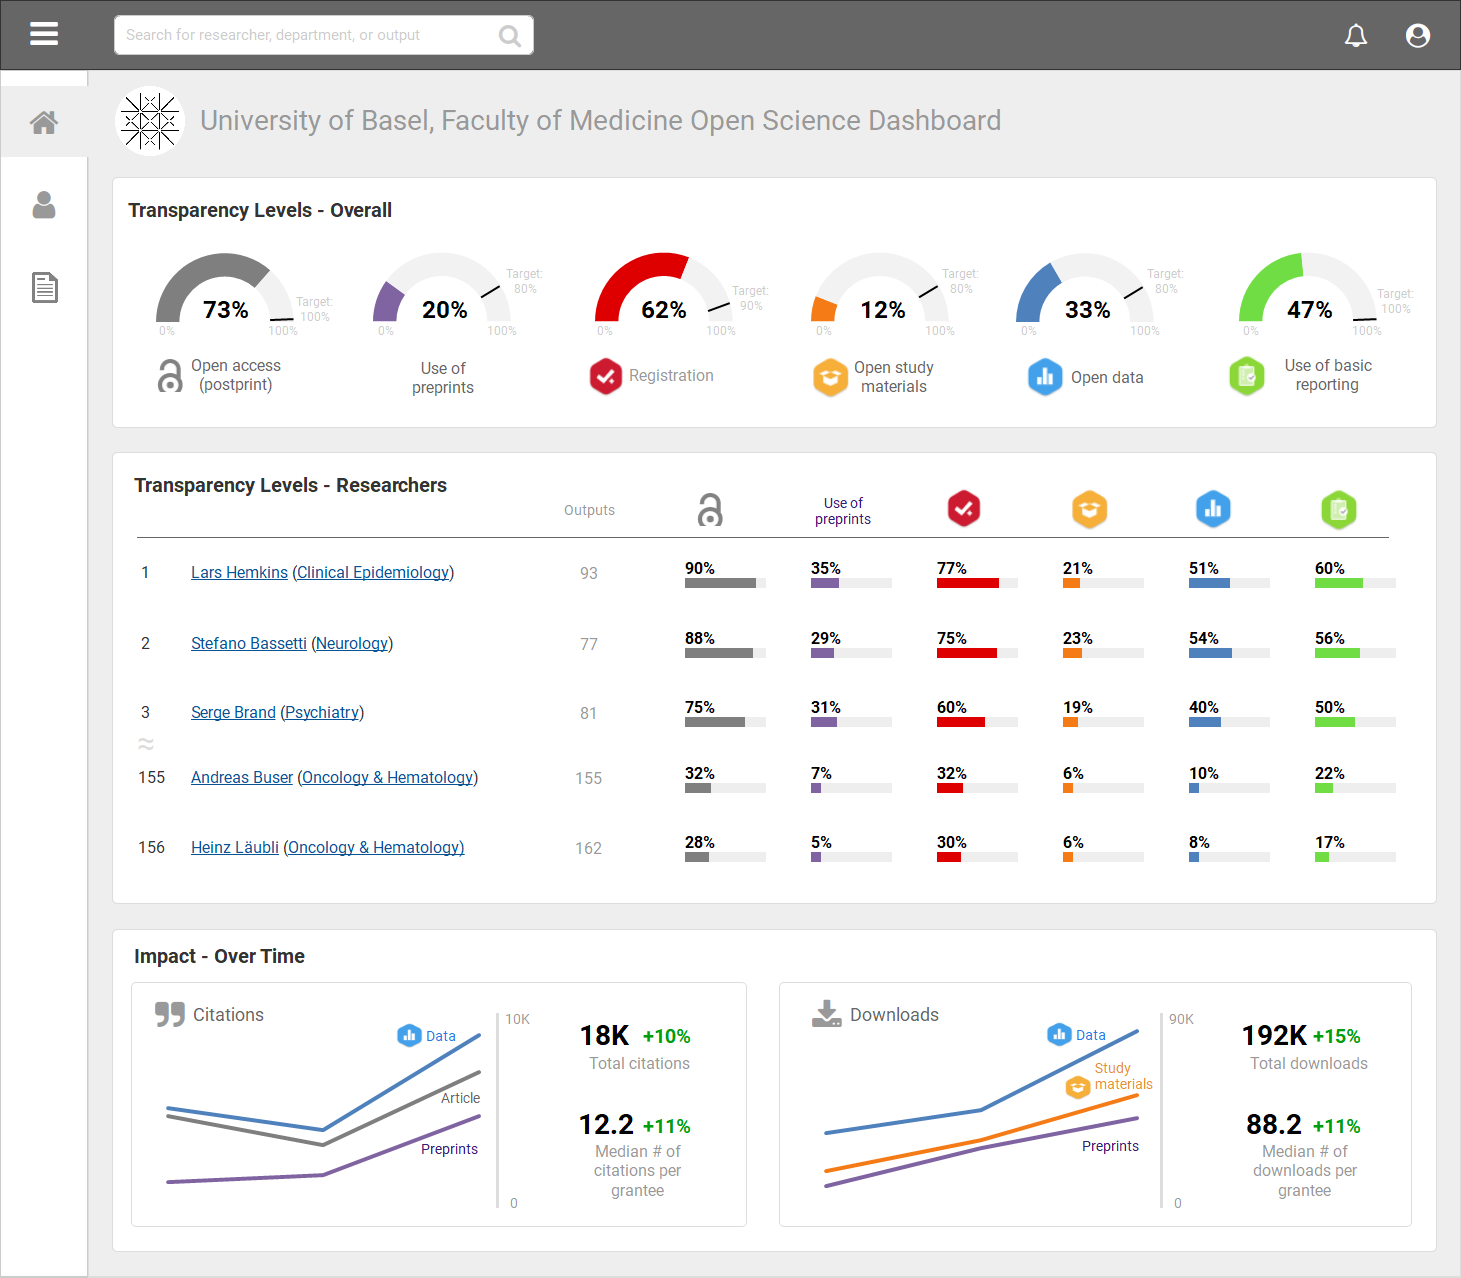 Search for researcher, department, or output
University of Basel, Faculty of Medicine Open Science Dashboard
Transparency Levels - Overall
73%
0%
100%
Target:
100%
Open access
(postprint)
20%
0%
100%
Target:
80%
Use of
preprints
62%
0%
100%
Target:
90%
Registration
12%
0%
100%
Target:
80%
Open study
materials
33%
0%
100%
Target:
80%
Open data
47%
0%
100%
Target:
100%
Use of basic
reporting
Transparency Levels - Researchers
Outputs
Use of
preprints
1 Lars Hemkins (Clinical Epidemiology) 93 90% 35% 77% 21% 51% 60%
2 Stefano Bassetti (Neurology) 77 88% 29% 75% 23% 54% 56%
3 Serge Brand (Psychiatry) 81 75% 31% 60% 19% 40% 50%
≈
155 Andreas Buser (Oncology & Hematology) 155 32% 7% 32% 6% 10% 22%
156 Heinz Läubli (Oncology & Hematology) 162 28% 5% 30% 6% 8% 17%
Impact - Over Time
Citations
Data
Article
Preprints
10K
0
18K +10%
Total citations
12.2 +11%
Median # of
citations per
grantee
Downloads
Data
Study
materials
Preprints
90K
0
192K +15%
Total downloads
88.2 +11%
Median # of
downloads per
grantee